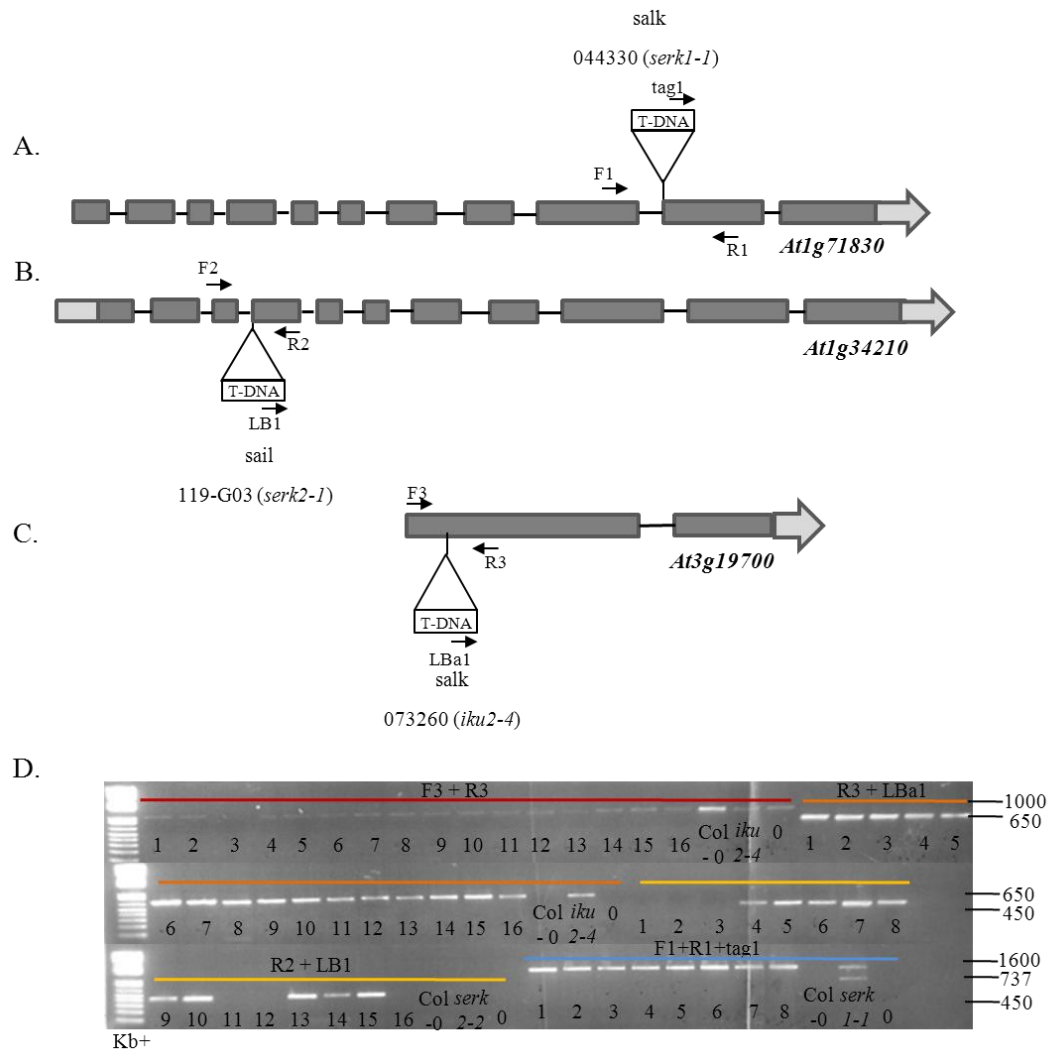 salk
044330 (serk1-1)
tag1
T-DNA
A.
F1
R1
At1g71830
B.
F2
R2
At1g34210
T-DNA
LB1
sail
119-G03 (serk2-1)
F3
C.
R3
At3g19700
T-DNA
LBa1
salk
073260 (iku2-4)
D.
F3 + R3 R3 + LBa1
1000
650
1 2 3 4 5 6 7 8 9 10 11 12 13 14 15 16 Col -0 iku 2-4 0 1 2 3 4 5
650
450
6 7 8 9 10 11 12 13 14 15 16 Col -0 iku 2-4 0 1 2 3 4 5 6 7 8
R2 + LB1 F1+R1+tag1
1600
737
450
9 10 11 12 13 14 15 16 Col -0 serk 2-2 0 1 2 3 4 5 6 7 8 Col -0 serk 1-1 0
Kb+